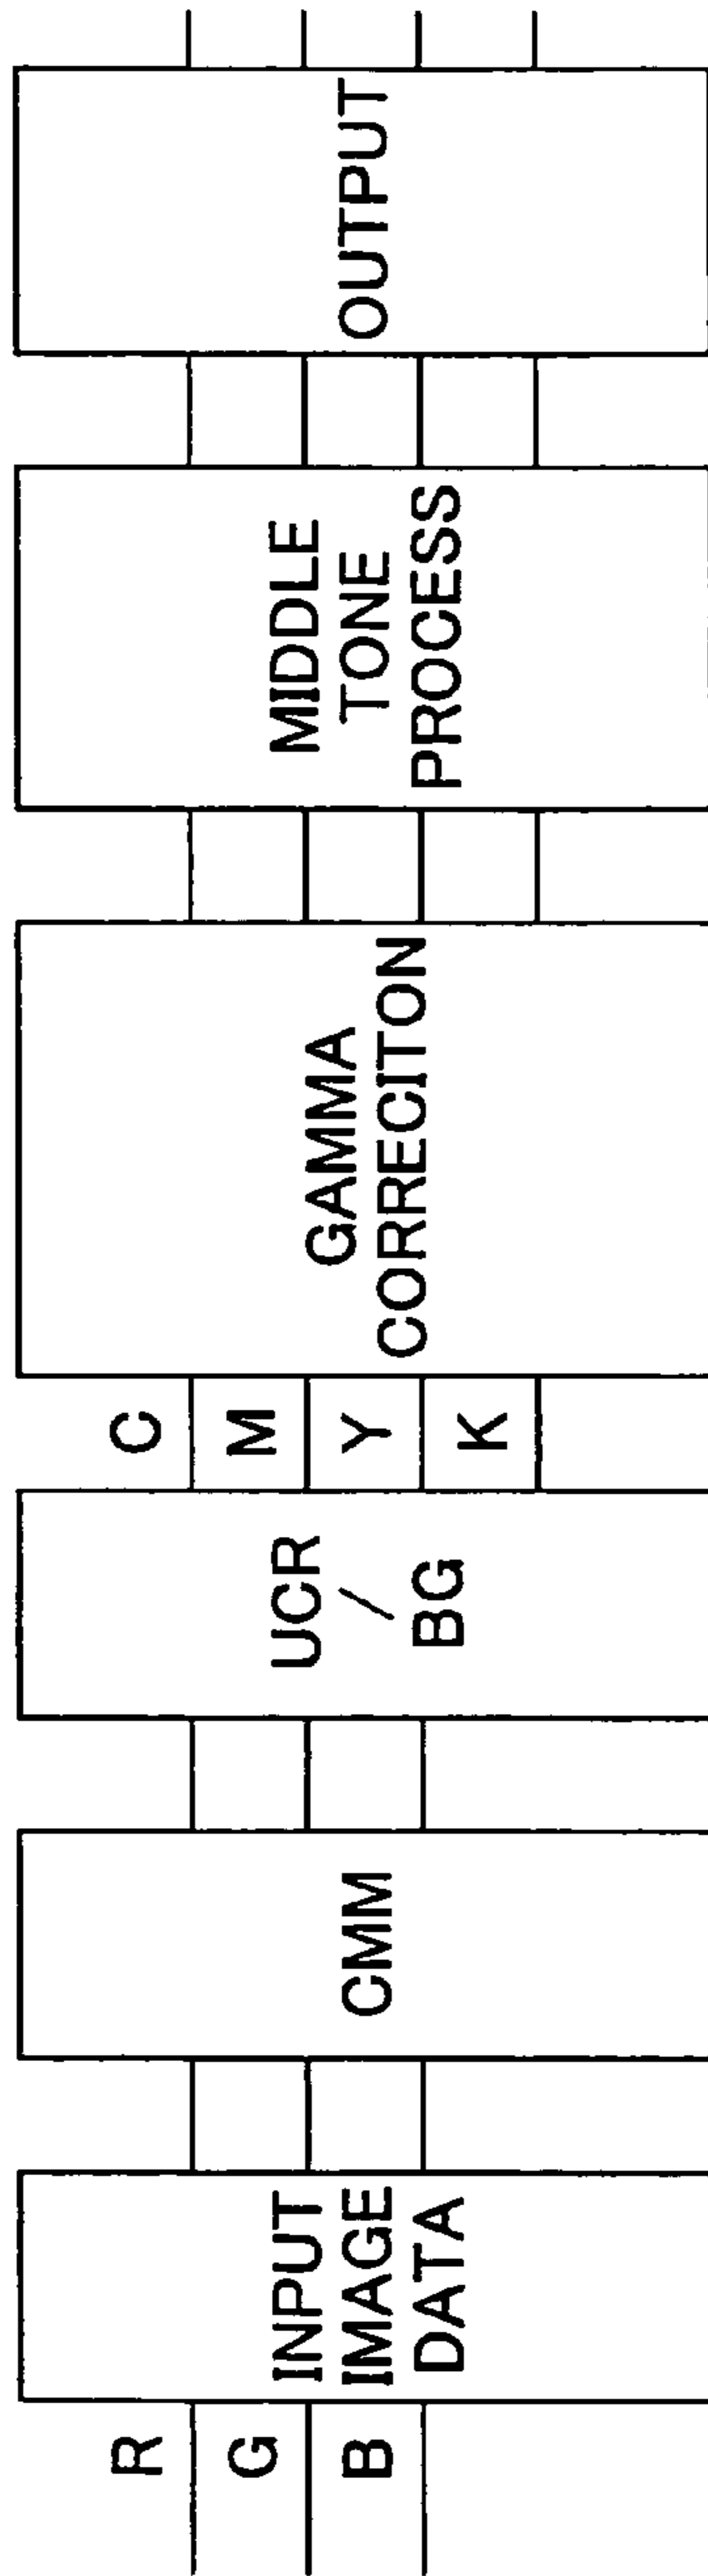 R
G
B
INPUT
IMAGE
DATA
CMM
UCR
/
BG
C
M
Y
K
GAMMA
CORRECITON
MIDDLE
TONE
PROCESS
OUTPUT